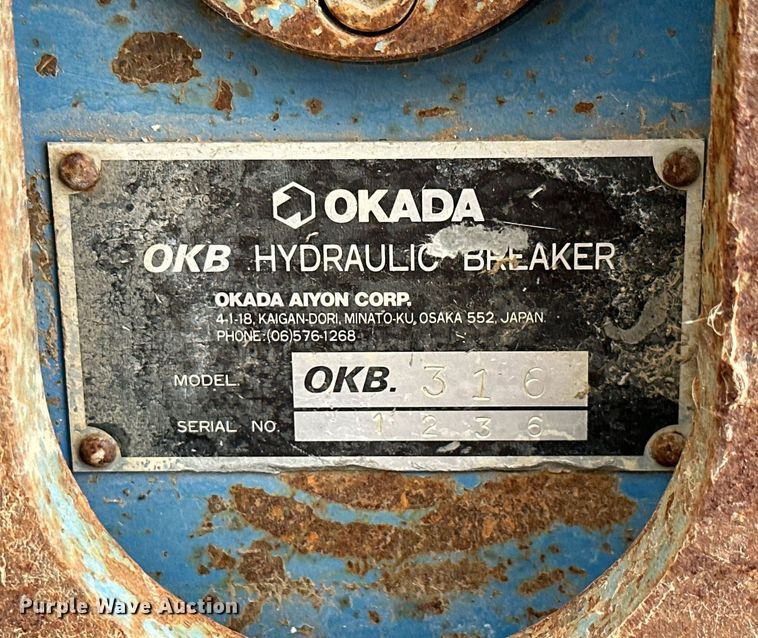 OKADA
OKB HYDRAULIC BREAKER
OKADA AIYON CORP.
4-1-18, KAIGAN-DORI, MINATO-KU, OSAKA 552, JAPAN.
PHONE:(06)576-1268
MODEL. OKB. 316
SERIAL NO. 1236
Purple Wave Auction